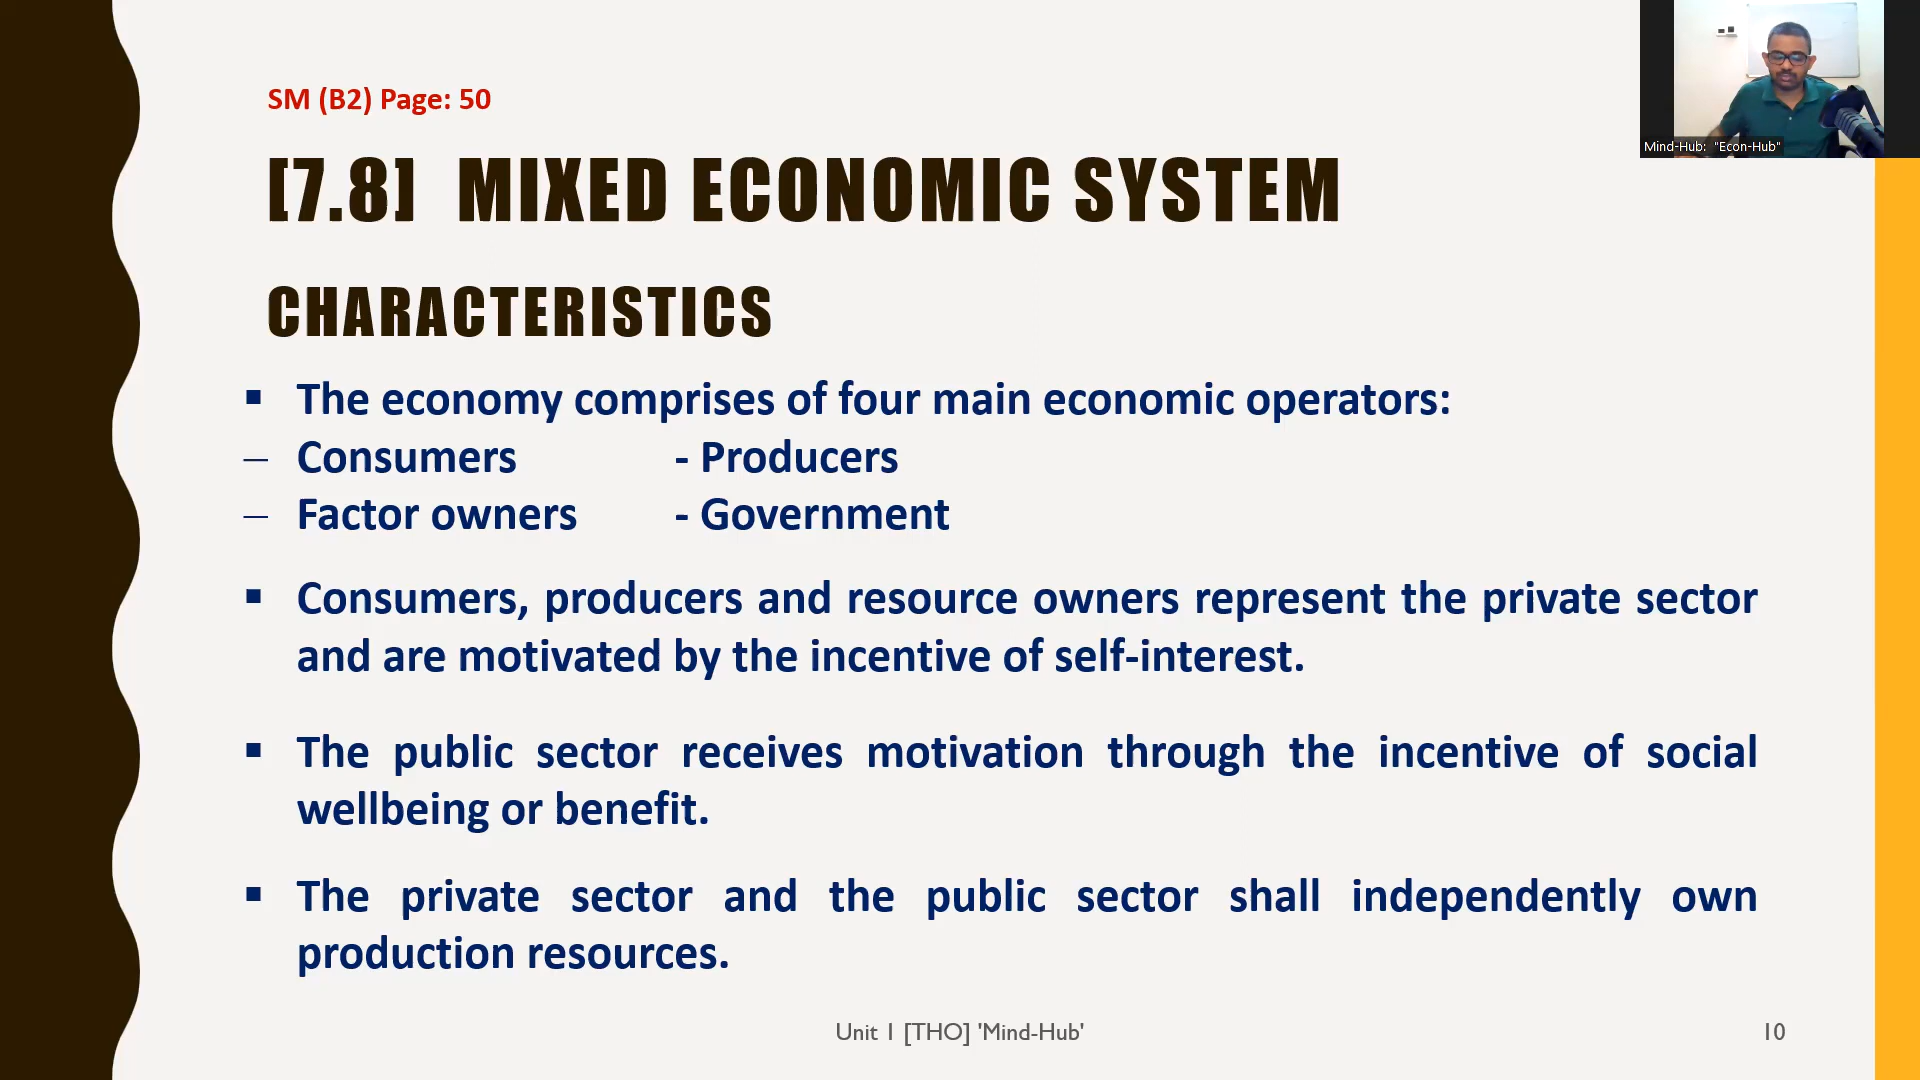 SM (B2) Page: 50
Mind-Hub: "Econ-Hub"
[7.8] MIXED ECONOMIC SYSTEM
CHARACTERISTICS
▪ The economy comprises of four main economic operators:
– Consumers - Producers
– Factor owners - Government
▪ Consumers, producers and resource owners represent the private sector
and are motivated by the incentive of self-interest.
▪ The public sector receives motivation through the incentive of social
wellbeing or benefit.
▪ The private sector and the public sector shall independently own
production resources.
Unit 1 [THO] 'Mind-Hub'
10